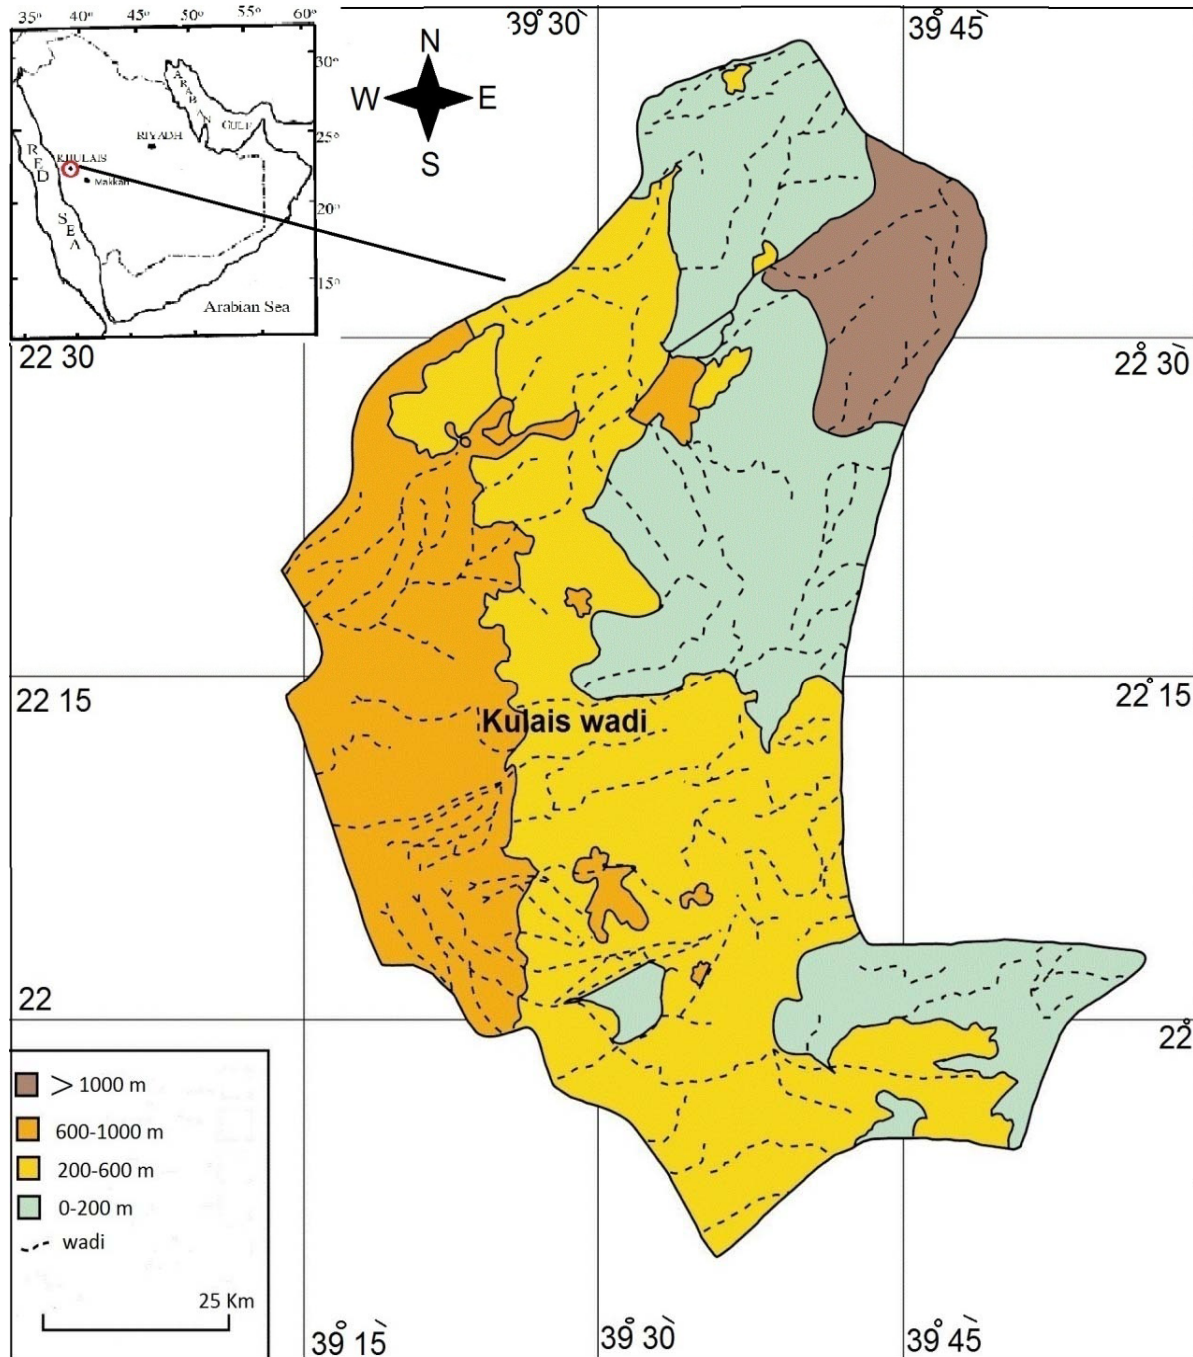 35° 40° 45° 50° 55° 60°
39° 30
39° 45
30°
25°
20°
15°
ARABIAN
GULF
RIYADH
KHULAIS
Makkah
RED
SEA
Arabian Sea
N
W E
S
22 30
22° 30
22 15
22° 15
Kulais wadi
22
22°
> 1000 m
600-1000 m
200-600 m
0-200 m
wadi
25 Km
39° 15
39° 30
39° 45